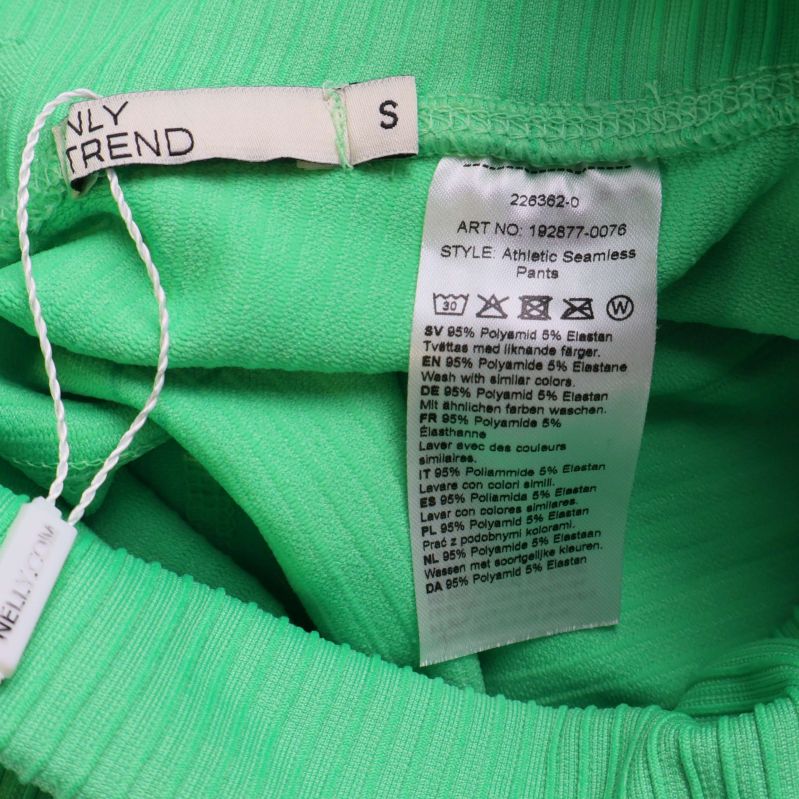 NLY
TREND
S
226362-0
ART NO: 192877-0076
STYLE: Athletic Seamless
Pants
30
W
SV 95% Polyamid 5% Elastan
Tvättas med liknande färger.
EN 95% Polyamide 5% Elastane
Wash with similar colors.
DE 95% Polyamid 5% Elastan
Mit ähnlichen farben waschen.
FR 95% Polyamide 5%
Élasthanne
Laver avec des couleurs
similaires.
IT 95% Poliammide 5% Elastan
Lavare con colori simili.
ES 95% Poliamida 5% Elastan
Lavar con colores similares.
PL 95% Polyamid 5% Elastan
Prać z podobnymi kolorami.
NL 95% Polyamide 5% Elastan
Wassen met soortgelijke kleuren.
DA 95% Polyamid 5% Elastan
NELLY.COM